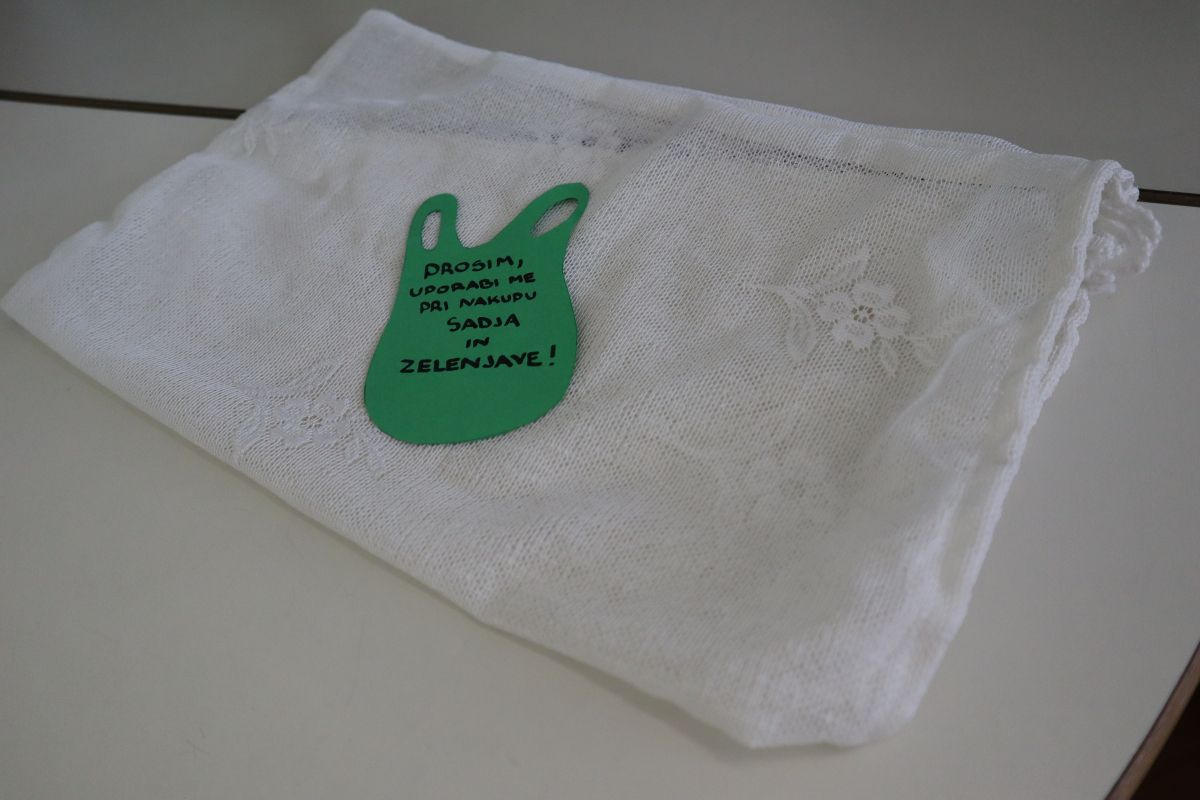 PROSIM,
UPORABI ME
PRI NAKUPU
SADJA
IN
ZELENJAVE!